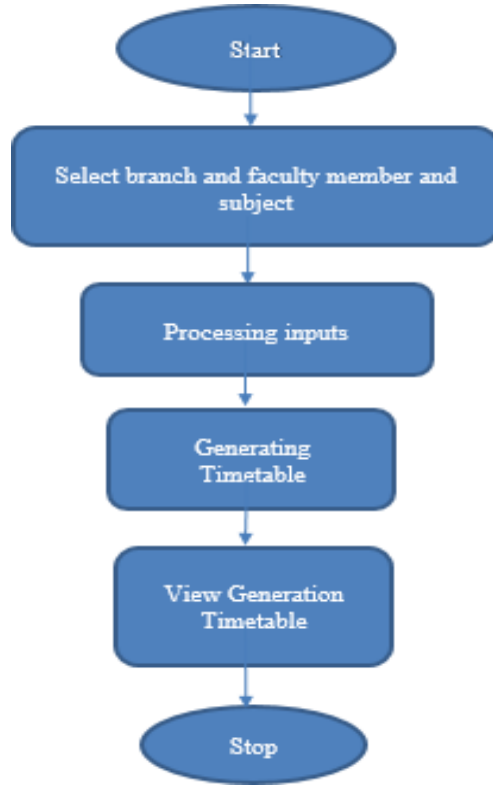 Start
Select branch and faculty member and
subject
Processing inputs
Generating
Timetable
View Generation
Timetable
Stop